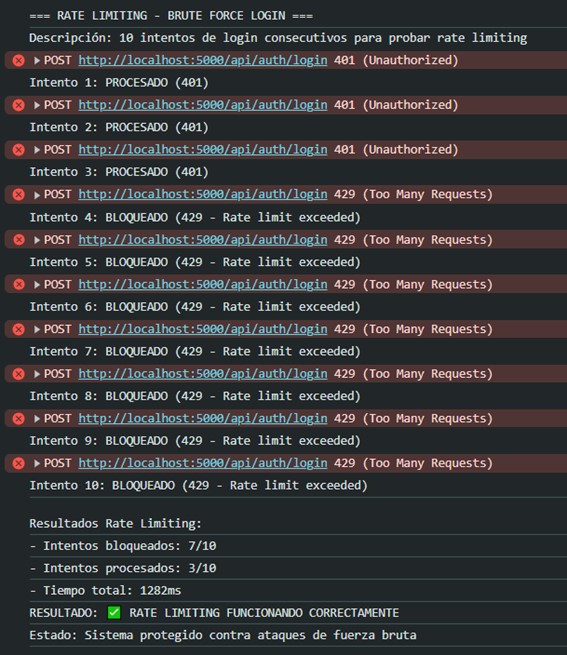 === RATE LIMITING - BRUTE FORCE LOGIN ===
Descripción: 10 intentos de login consecutivos para probar rate limiting
POST http://localhost:5000/api/auth/login 401 (Unauthorized)
Intento 1: PROCESADO (401)
POST http://localhost:5000/api/auth/login 401 (Unauthorized)
Intento 2: PROCESADO (401)
POST http://localhost:5000/api/auth/login 401 (Unauthorized)
Intento 3: PROCESADO (401)
POST http://localhost:5000/api/auth/login 429 (Too Many Requests)
Intento 4: BLOQUEADO (429 - Rate limit exceeded)
POST http://localhost:5000/api/auth/login 429 (Too Many Requests)
Intento 5: BLOQUEADO (429 - Rate limit exceeded)
POST http://localhost:5000/api/auth/login 429 (Too Many Requests)
Intento 6: BLOQUEADO (429 - Rate limit exceeded)
POST http://localhost:5000/api/auth/login 429 (Too Many Requests)
Intento 7: BLOQUEADO (429 - Rate limit exceeded)
POST http://localhost:5000/api/auth/login 429 (Too Many Requests)
Intento 8: BLOQUEADO (429 - Rate limit exceeded)
POST http://localhost:5000/api/auth/login 429 (Too Many Requests)
Intento 9: BLOQUEADO (429 - Rate limit exceeded)
POST http://localhost:5000/api/auth/login 429 (Too Many Requests)
Intento 10: BLOQUEADO (429 - Rate limit exceeded)
Resultados Rate Limiting:
- Intentos bloqueados: 7/10
- Intentos procesados: 3/10
- Tiempo total: 1282ms
RESULTADO: ✅ RATE LIMITING FUNCIONANDO CORRECTAMENTE
Estado: Sistema protegido contra ataques de fuerza bruta